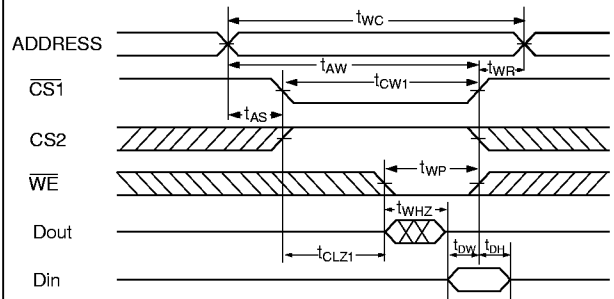 tWC
ADDRESS
tAW
tWR
CS1
tCW1
tAS
CS2
tWP
WE
tWHZ
Dout
tCLZ1
tDW
tDH
Din